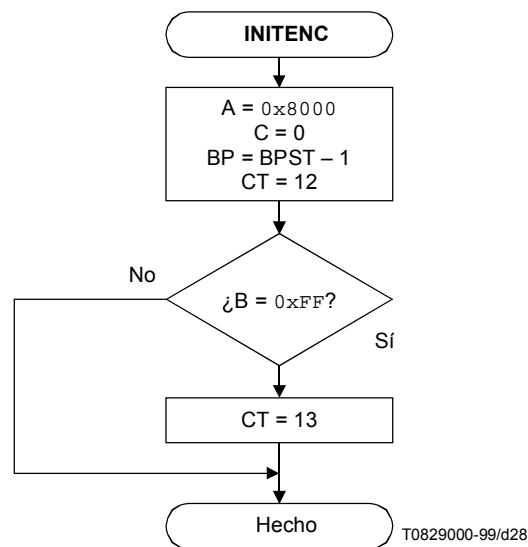 INITENC
A = 0x8000
C = 0
BP = BPST – 1
CT = 12
No
¿B = 0xFF?
Sí
CT = 13
Hecho
T0829000-99/d28